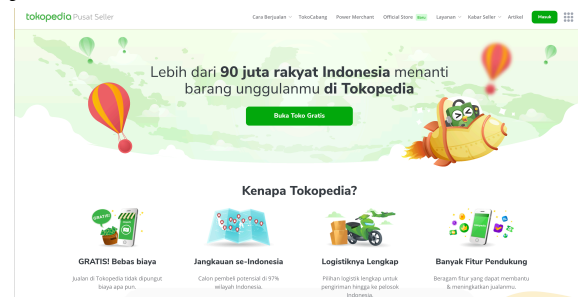 tokopedia Pusat Seller
Cara Berjualan TokoCabang Power Merchant Official Store Baru Layanan Kabar Seller Artikel Masuk
Lebih dari 90 juta rakyat Indonesia menanti
barang unggulanmu di Tokopedia
Buka Toko Gratis
Kenapa Tokopedia?
GRATIS!
GRATIS! Bebas biaya
Jualan di Tokopedia tidak dipungut
biaya apa pun.
Jangkauan se-Indonesia
Calon pembeli potensial di 97%
wilayah Indonesia.
Logistiknya Lengkap
Pilihan logistik lengkap untuk
pengiriman hingga ke pelosok
Indonesia.
Banyak Fitur Pendukung
Beragam fitur yang dapat membantu
& meningkatkan jualanmu.